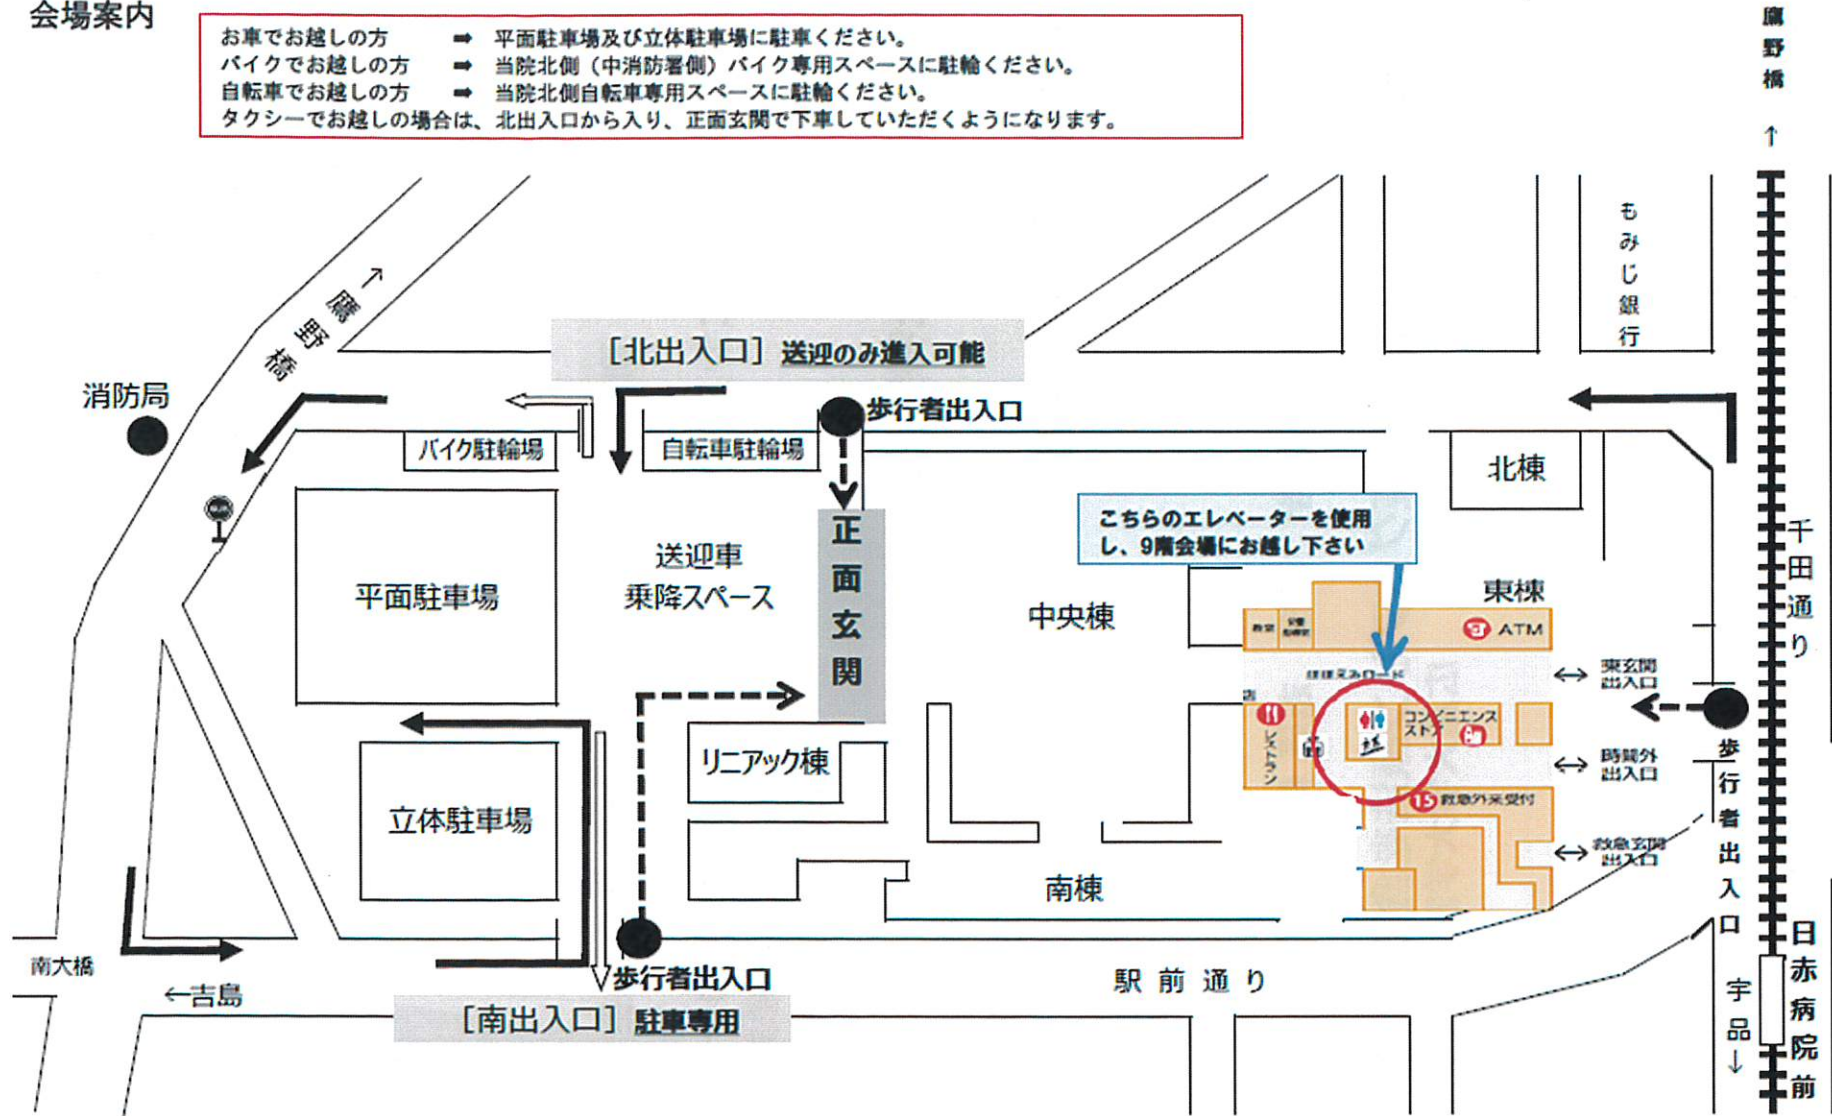 会場案内
お車でお越しの方 ➡ 平面駐車場及び立体駐車場に駐車ください。
バイクでお越しの方 ➡ 当院北側（中消防署側）バイク専用スペースに駐輪ください。
自転車でお越しの方 ➡ 当院北側自転車専用スペースに駐輪ください。
タクシーでお越しの場合は、北出入口から入り、正面玄関で下車していただくようになります。
鷹野橋 ↑
もみじ銀行
鷹野橋 →
［北出入口］送迎のみ進入可能
消防局
歩行者出入口
バイク駐輪場
自転車駐輪場
北棟
こちらのエレベーターを使用
し、9階会場にお越し下さい
正面玄関
送迎車
乗降スペース
平面駐車場
中央棟
東棟
千田通り
ATM
ほほえみロード
東玄関
出入口
コンビニエンス
ストア
レストラン
リニアック棟
時間外
出入口
歩行者出入口
立体駐車場
15 救急外来受付
救急玄関
出入口
南棟
南大橋
←吉島
歩行者出入口
駅前通り
［南出入口］駐車専用
宇品↓
日赤病院前